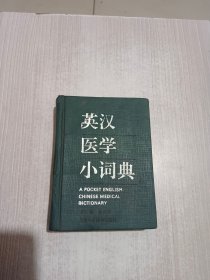 英汉
医学
小词典
A POCKET ENGLISH
CHINESE MEDICAL
DICTIONARY